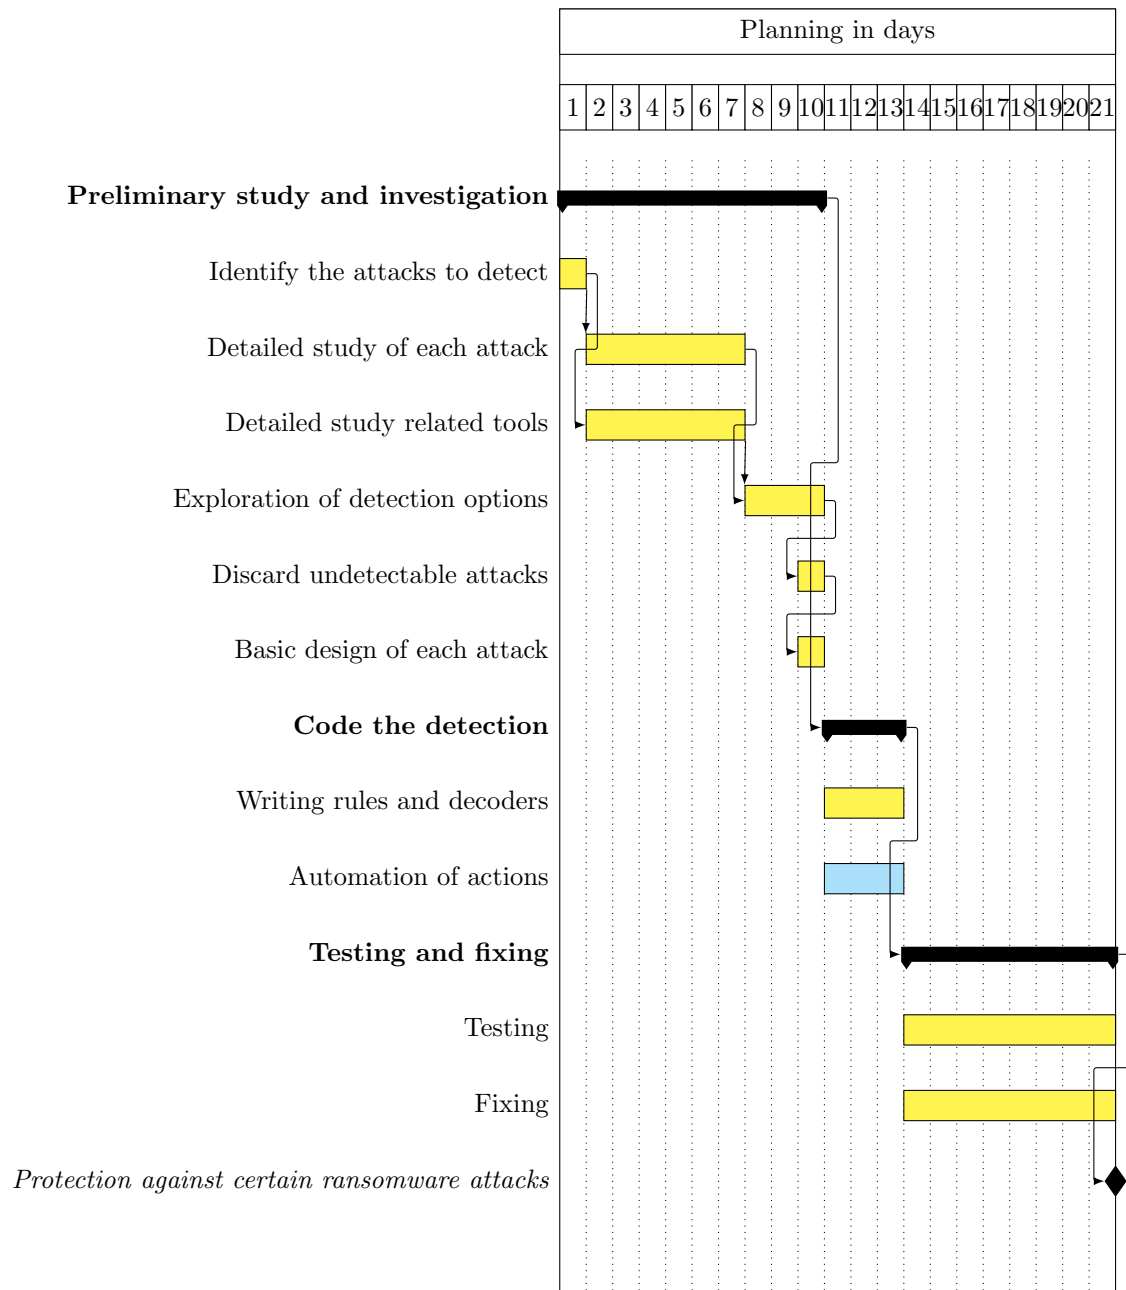 Planning in days
1 2 3 4 5 6 7 8 9 10 11 12 13 14 15 16 17 18 19 20 21
Preliminary study and investigation
Identify the attacks to detect
Detailed study of each attack
Detailed study related tools
Exploration of detection options
Discard undetectable attacks
Basic design of each attack
Code the detection
Writing rules and decoders
Automation of actions
Testing and fixing
Testing
Fixing
Protection against certain ransomware attacks